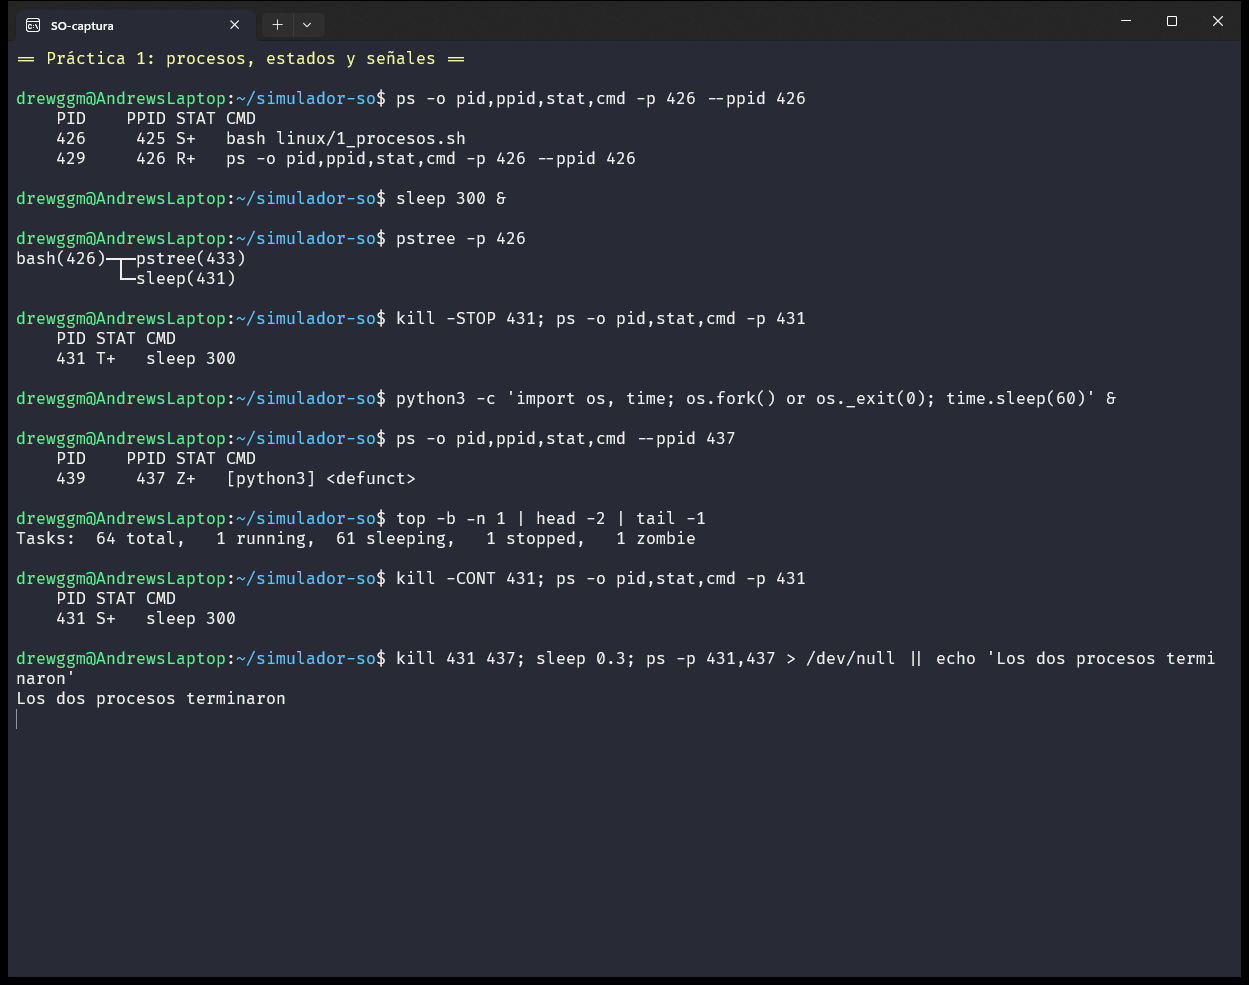 SO-captura
== Práctica 1: procesos, estados y señales ==
drewggm@AndrewsLaptop:~/simulador-so$ ps -o pid,ppid,stat,cmd -p 426 --ppid 426
    PID    PPID STAT CMD
    426     425 S+   bash linux/1_procesos.sh
    429     426 R+   ps -o pid,ppid,stat,cmd -p 426 --ppid 426
drewggm@AndrewsLaptop:~/simulador-so$ sleep 300 &
drewggm@AndrewsLaptop:~/simulador-so$ pstree -p 426
bash(426)─┬─pstree(433)
          └─sleep(431)
drewggm@AndrewsLaptop:~/simulador-so$ kill -STOP 431; ps -o pid,stat,cmd -p 431
    PID STAT CMD
    431 T+   sleep 300
drewggm@AndrewsLaptop:~/simulador-so$ python3 -c 'import os, time; os.fork() or os._exit(0); time.sleep(60)' &
drewggm@AndrewsLaptop:~/simulador-so$ ps -o pid,ppid,stat,cmd --ppid 437
    PID    PPID STAT CMD
    439     437 Z+   [python3] <defunct>
drewggm@AndrewsLaptop:~/simulador-so$ top -b -n 1 | head -2 | tail -1
Tasks:  64 total,   1 running,  61 sleeping,   1 stopped,   1 zombie
drewggm@AndrewsLaptop:~/simulador-so$ kill -CONT 431; ps -o pid,stat,cmd -p 431
    PID STAT CMD
    431 S+   sleep 300
drewggm@AndrewsLaptop:~/simulador-so$ kill 431 437; sleep 0.3; ps -p 431,437 > /dev/null || echo 'Los dos procesos termi
naron'
Los dos procesos terminaron